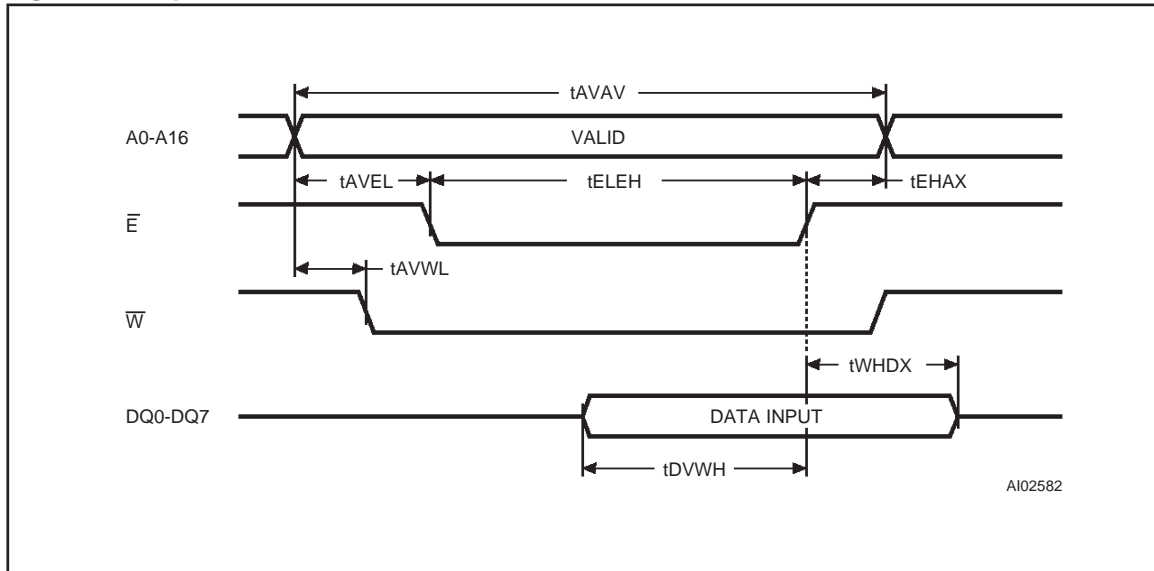 tAVAV
A0-A16
VALID
tAVEL
tELEH
tEHAX
E̅
tAVWL
W̅
tWHDX
DQ0-DQ7
DATA INPUT
tDVWH
AI02582